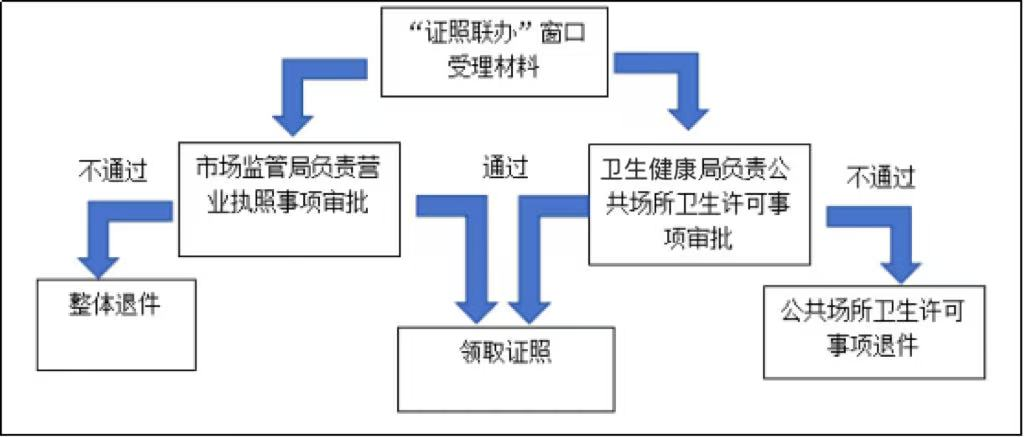 “证照联办”窗口
受理材料
不通过
市场监管局负责营
业执照事项审批
通过
卫生健康局负责公
共场所卫生许可事
项审批
不通过
整体退件
领取证照
公共场所卫生许可
事项退件